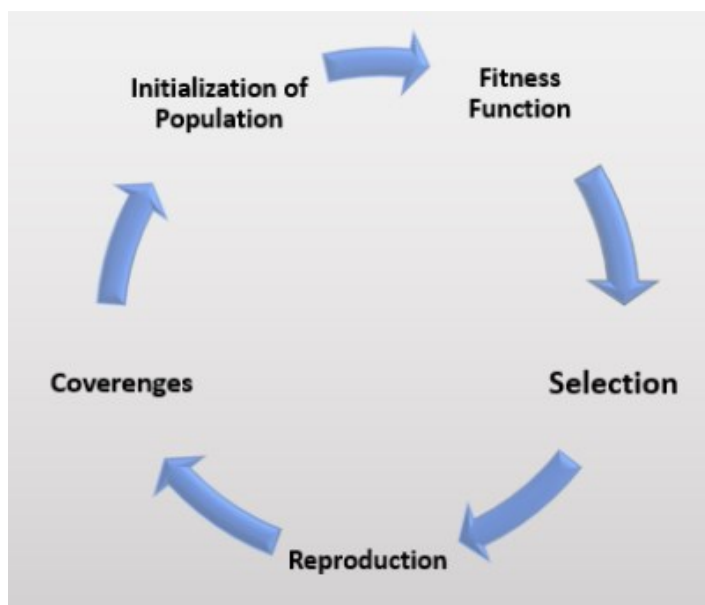 Initialization of
Population
Fitness
Function
Selection
Reproduction
Coverenges